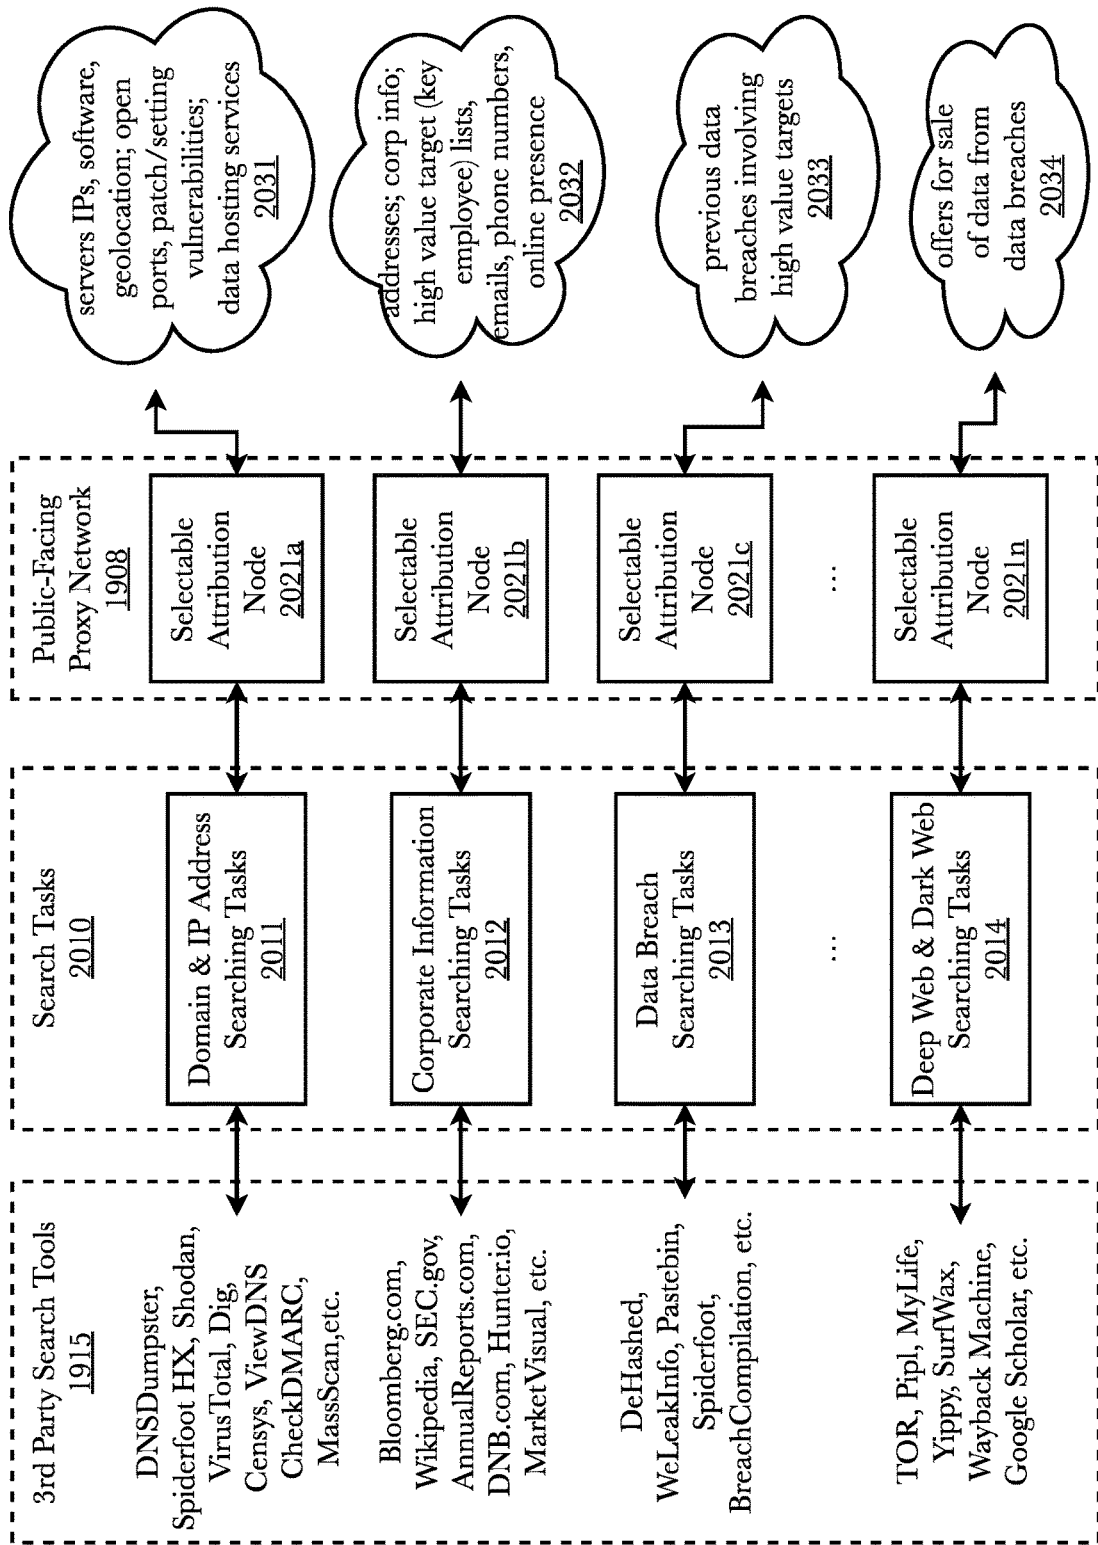 3rd Party Search Tools
1915
DNSDumpster,
Spiderfoot HX, Shodan,
VirusTotal, Dig,
Censys, ViewDNS
CheckDMARC,
MassScan,etc.
Bloomberg.com,
Wikipedia, SEC.gov,
AnnualReports.com,
DNB.com, Hunter.io,
MarketVisual, etc.
DeHashed,
WeLeakInfo, Pastebin,
Spiderfoot,
BreachCompilation, etc.
TOR, Pipl, MyLife,
Yippy, SurfWax,
Wayback Machine,
Google Scholar, etc.
Search Tasks
2010
Domain & IP Address
Searching Tasks
2011
Corporate Information
Searching Tasks
2012
Data Breach
Searching Tasks
2013
...
Deep Web & Dark Web
Searching Tasks
2014
Public-Facing
Proxy Network
1908
Selectable
Attribution
Node
2021a
Selectable
Attribution
Node
2021b
Selectable
Attribution
Node
2021c
...
Selectable
Attribution
Node
2021n
servers IPs, software,
geolocation; open
ports, patch/setting
vulnerabilities;
data hosting services
2031
addresses; corp info;
high value target (key
employee) lists,
emails, phone numbers,
online presence
2032
previous data
breaches involving
high value targets
2033
offers for sale
of data from
data breaches
2034